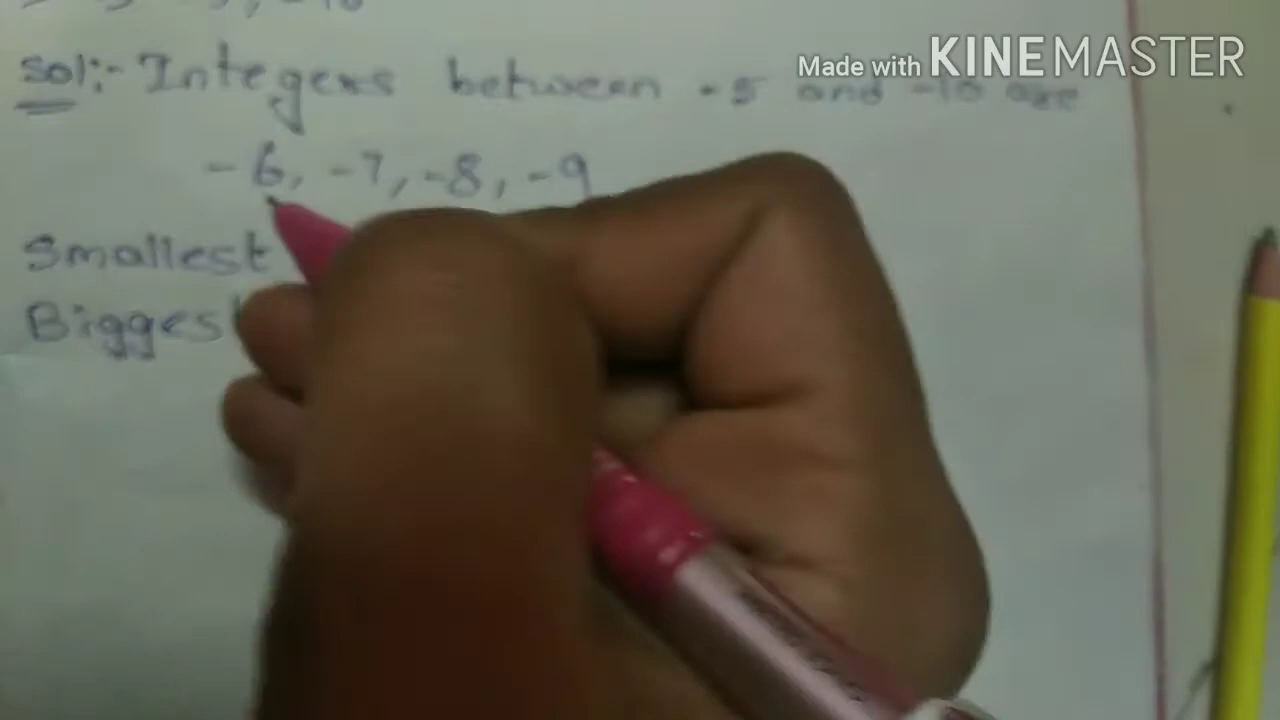 Made with KINEMASTER
Sol:- Integers between -5 and -10 are
-6, -7, -8, -9
Smallest
Bigges